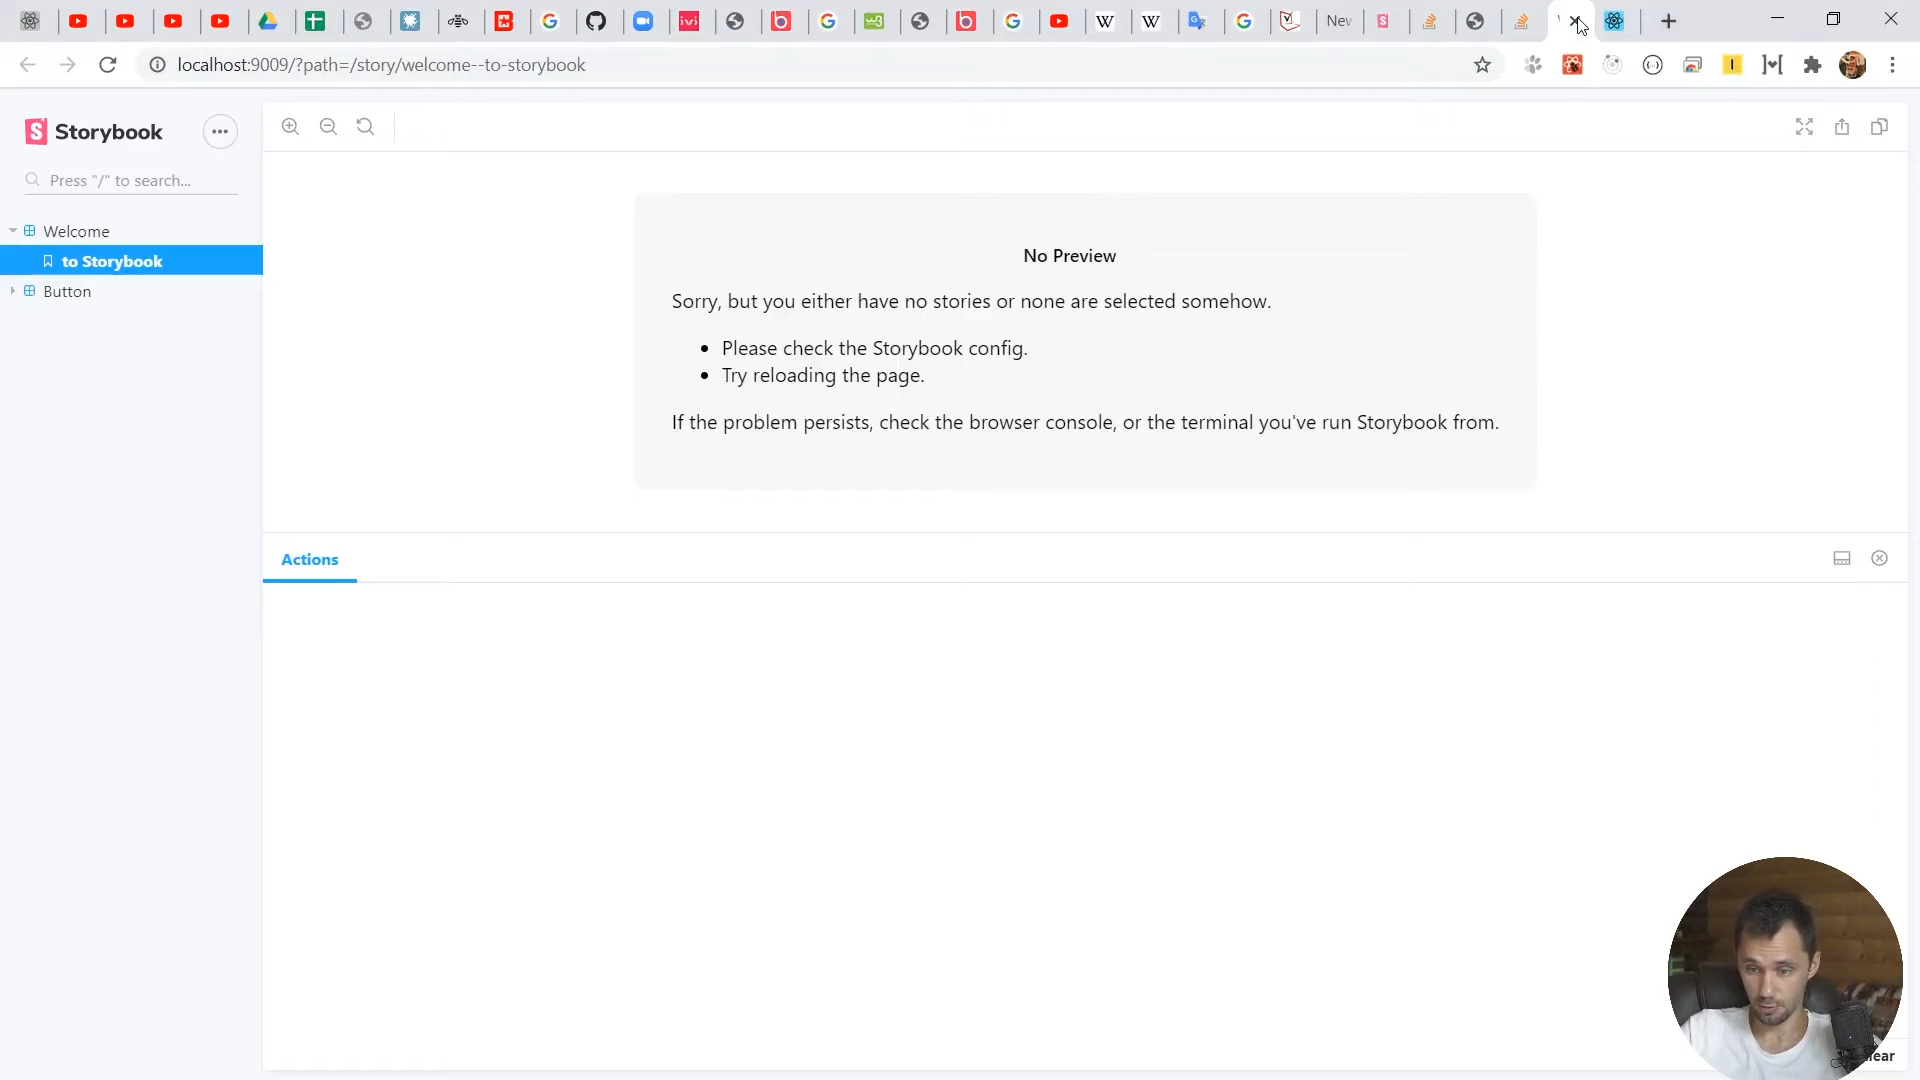 New
localhost:9009/?path=/story/welcome--to-storybook
Storybook
Press "/" to search...
Welcome
to Storybook
Button
No Preview
Sorry, but you either have no stories or none are selected somehow.
Please check the Storybook config.
Try reloading the page.
If the problem persists, check the browser console, or the terminal you've run Storybook from.
Actions